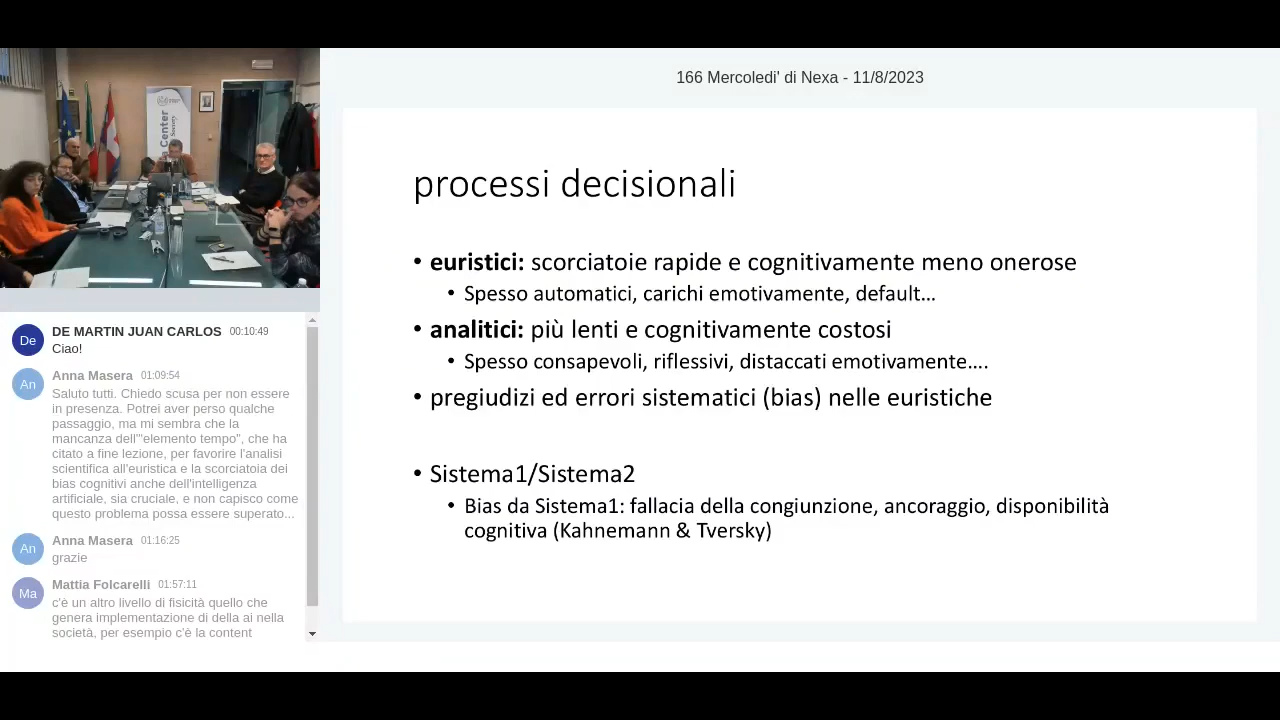 166 Mercoledi' di Nexa - 11/8/2023
Center
Society
De
DE MARTIN JUAN CARLOS 00:10:49
Ciao!
An
Anna Masera 01:09:54
Saluto tutti. Chiedo scusa per non essere
in presenza. Potrei aver perso qualche
passaggio, ma mi sembra che la
mancanza dell'"elemento tempo", che ha
citato a fine lezione, per favorire l'analisi
scientifica all'euristica e la scorciatoia dei
bias cognitivi anche dell'intelligenza
artificiale, sia cruciale, e non capisco come
questo problema possa essere superato...
An
Anna Masera 01:16:25
grazie
Ma
Mattia Folcarelli 01:57:11
c'è un altro livello di fisicità quello che
genera implementazione di della ai nella
società, per esempio c'è la content
processi decisionali
• euristici: scorciatoie rapide e cognitivamente meno onerose
• Spesso automatici, carichi emotivamente, default…
• analitici: più lenti e cognitivamente costosi
• Spesso consapevoli, riflessivi, distaccati emotivamente….
• pregiudizi ed errori sistematici (bias) nelle euristiche
• Sistema1/Sistema2
• Bias da Sistema1: fallacia della congiunzione, ancoraggio, disponibilità
cognitiva (Kahnemann & Tversky)